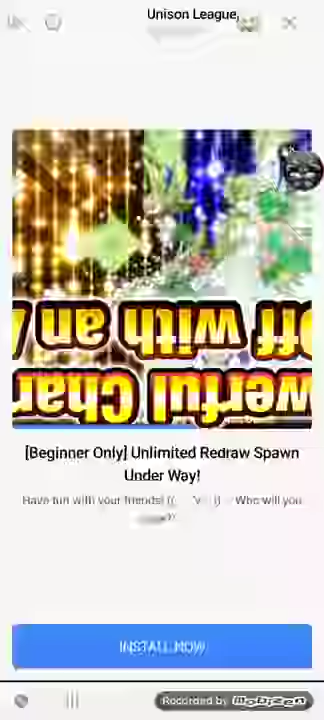 Unison League
ff with an
werful Char
[Beginner Only] Unlimited Redraw Spawn
Under Way!
Have fun with your friends! Who will you
INSTALL NOW
Recorded by